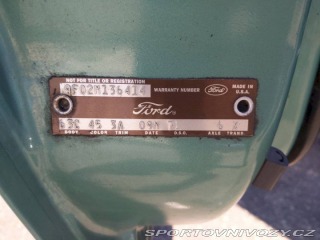 NOT FOR TITLE OR REGISTRATION
9F02M136414 WARRANTY NUMBER Ford MADE IN U.S.A.
Ford
63C 45 3A 09M
BODY COLOR TRIM DATE D.S.O. AXLE TRANS
SPORTOVNIVOZY.CZ